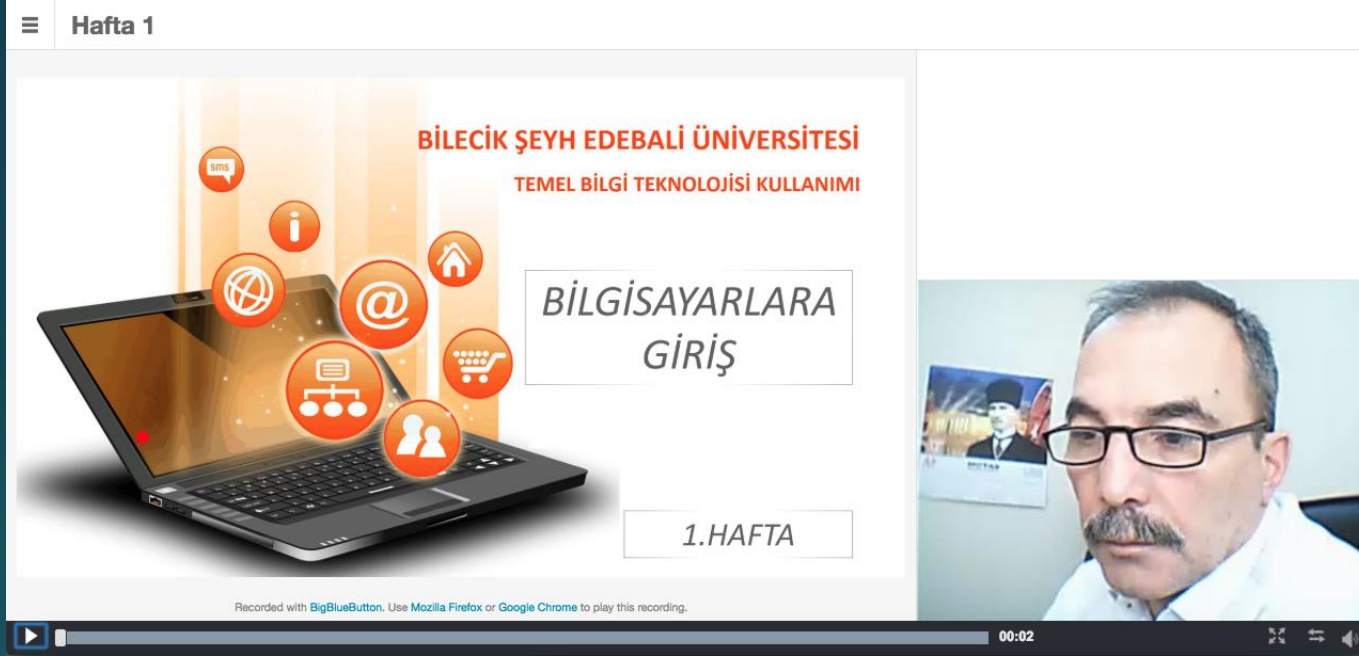 Hafta 1
BİLECİK ŞEYH EDEBALİ ÜNİVERSİTESİ
TEMEL BİLGİ TEKNOLOJİSİ KULLANIMI
sms
i
@
BİLGİSAYARLARA
GİRİŞ
1.HAFTA
Recorded with BigBlueButton. Use Mozilla Firefox or Google Chrome to play this recording.
00:02